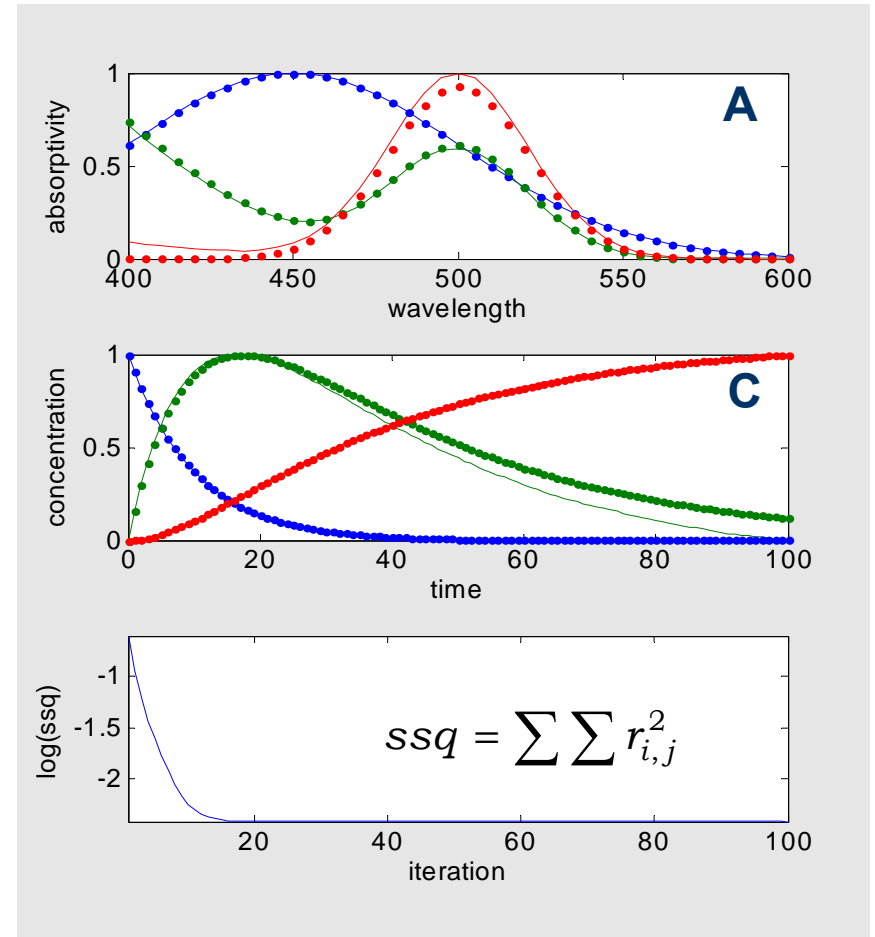 1
A
absorptivity
0.5
0
400 450 500 550 600
wavelength
1
C
concentration
0.5
0
0 20 40 60 80 100
time
-1
log(ssq)
-1.5
ssq = ∑ ∑ r²ᵢ,ⱼ
-2
20 40 60 80 100
iteration